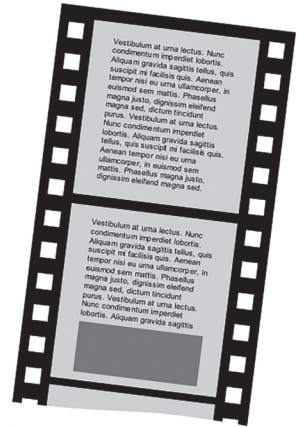 Vestibulum at urna lectus. Nunc
condimentum imperdiet lobortis.
Aliquam gravida sagittis tellus, quis
suscipit mi facilisis quis. Aenean
tempor nisi eu urna ullamcorper, in
euismod sem mattis. Phasellus
magna justo, dignissim eleifend
magna sed, dictum tincidunt
purus. Vestibulum at urna lectus.
Nunc condimentum imperdiet
lobortis. Aliquam gravida sagittis
tellus, quis suscipit mi facilisis quis.
Aenean tempor nisi eu urna
ullamcorper, in euismod sem
mattis. Phasellus magna justo,
dignissim eleifend magna sed.
Vestibulum at urna lectus. Nunc
condimentum imperdiet lobortis.
Aliquam gravida sagittis tellus, quis
suscipit mi facilisis quis. Aenean
tempor nisi eu urna ullamcorper, in
euismod sem mattis. Phasellus
magna justo, dignissim eleifend
magna sed, dictum tincidunt
purus. Vestibulum at urna lectus.
Nunc condimentum imperdiet
lobortis. Aliquam gravida sagittis